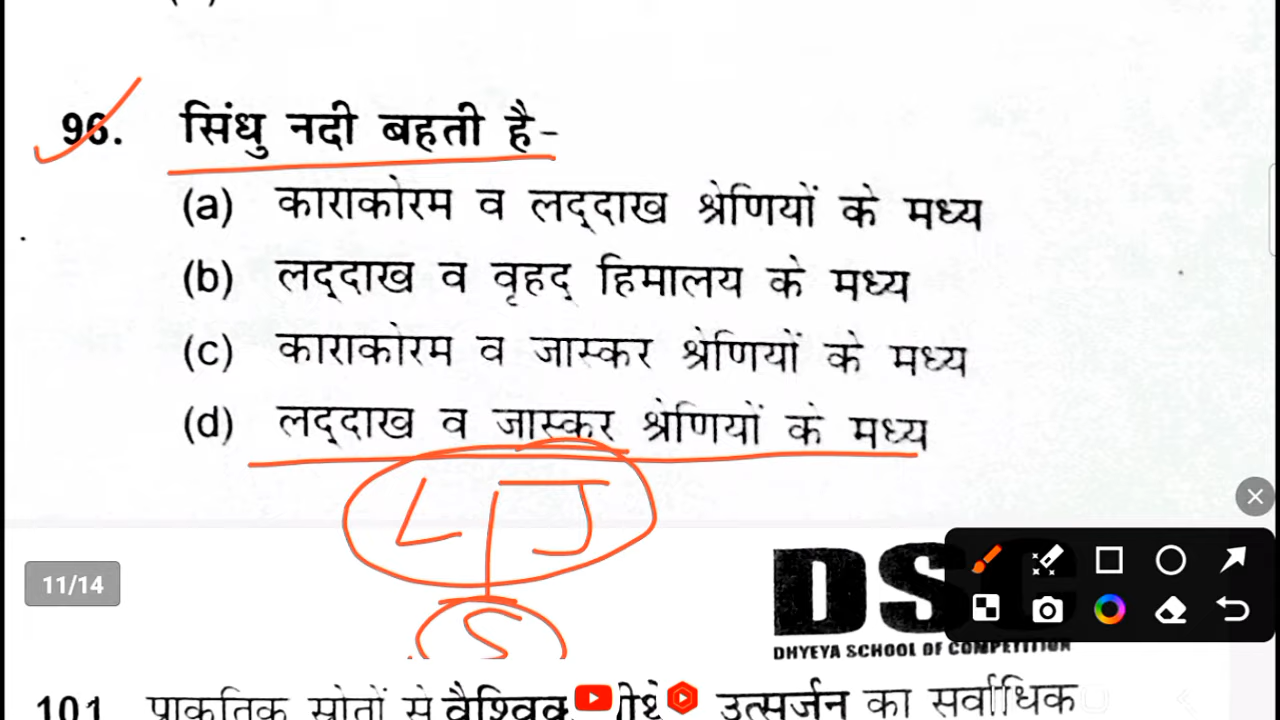 96. सिंधु नदी बहती है-
(a) काराकोरम व लद्दाख श्रेणियों के मध्य
(b) लद्दाख व वृहद् हिमालय के मध्य
(c) काराकोरम व जास्कर श्रेणियों के मध्य
(d) लद्दाख व जास्कर श्रेणियों के मध्य
L J
S
11/14
DSC
DHYEYA SCHOOL OF COMPETITION
101 प्राकृतिक स्रोतों से वैश्विक उत्सर्जन का सर्वाधिक